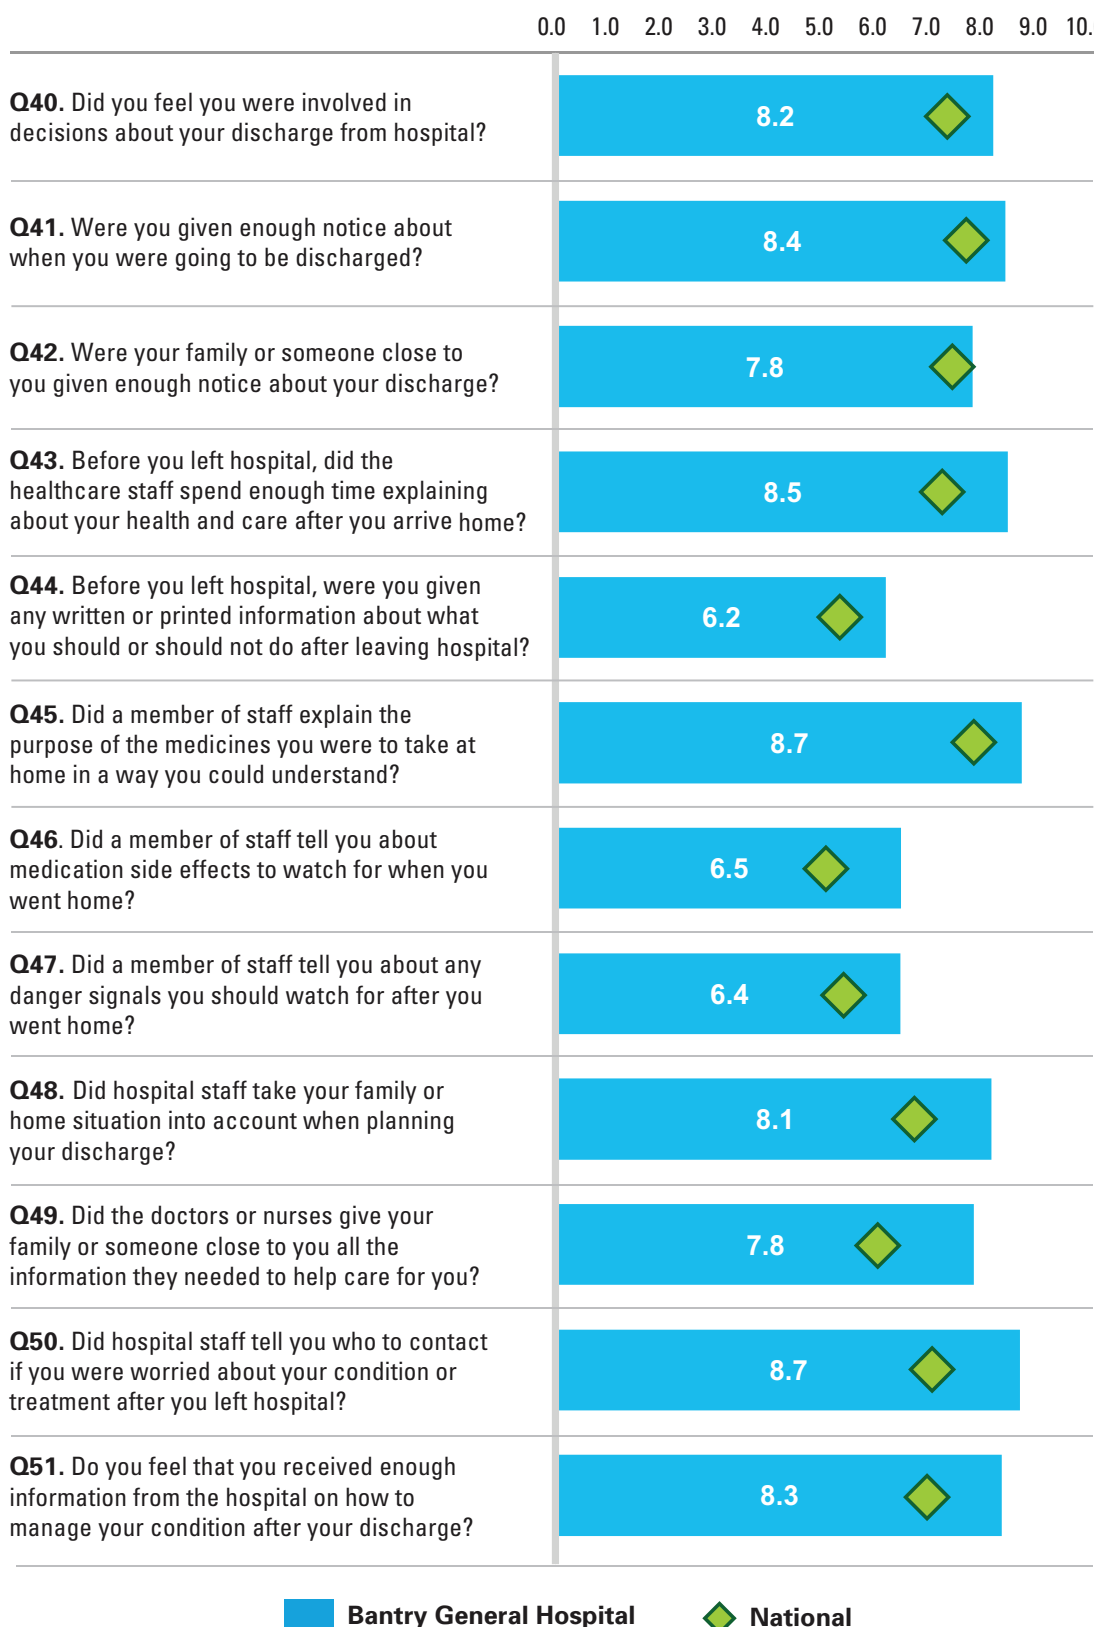 0.0 1.0 2.0 3.0 4.0 5.0 6.0 7.0 8.0 9.0 10.
Q40. Did you feel you were involved in
decisions about your discharge from hospital?
8.2
Q41. Were you given enough notice about
when you were going to be discharged?
8.4
Q42. Were your family or someone close to
you given enough notice about your discharge?
7.8
Q43. Before you left hospital, did the
healthcare staff spend enough time explaining
about your health and care after you arrive home?
8.5
Q44. Before you left hospital, were you given
any written or printed information about what
you should or should not do after leaving hospital?
6.2
Q45. Did a member of staff explain the
purpose of the medicines you were to take at
home in a way you could understand?
8.7
Q46. Did a member of staff tell you about
medication side effects to watch for when you
went home?
6.5
Q47. Did a member of staff tell you about any
danger signals you should watch for after you
went home?
6.4
Q48. Did hospital staff take your family or
home situation into account when planning
your discharge?
8.1
Q49. Did the doctors or nurses give your
family or someone close to you all the
information they needed to help care for you?
7.8
Q50. Did hospital staff tell you who to contact
if you were worried about your condition or
treatment after you left hospital?
8.7
Q51. Do you feel that you received enough
information from the hospital on how to
manage your condition after your discharge?
8.3
Bantry General Hospital National